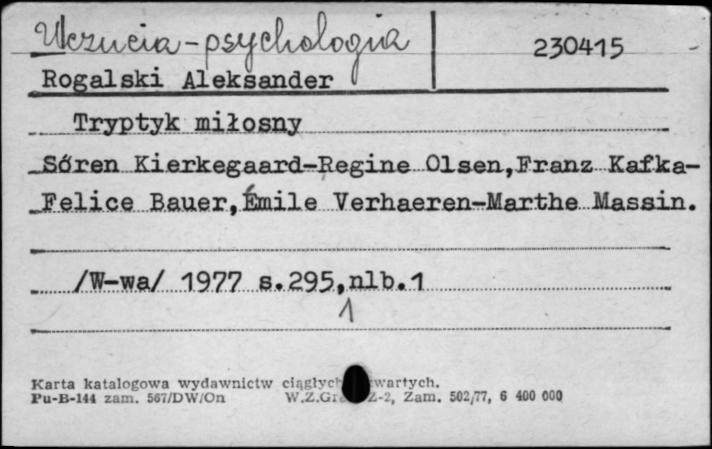 Uczucia - psychologia
230415
Rogalski Aleksander
Tryptyk miłosny
Sóren Kierkegaard-Regine Olsen,Franz Kafka-
Felice Bauer,Émile Verhaeren-Marthe Massin.
/W-wa/ 1977 s.295,nlb.1
1
Karta katalogowa wydawnictw ciągłych
Pu-B-144 zam. 567/DW/On W.Z.Gr Z-2, Zam. 502/77, 6 400 000